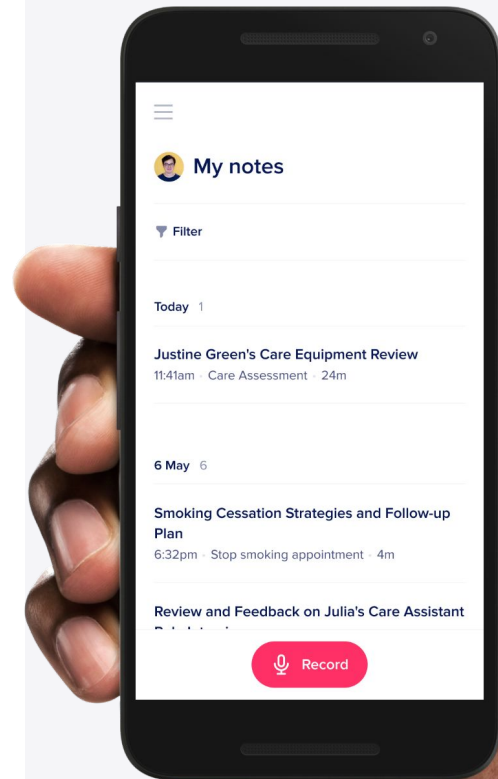 My notes
Filter
Today 1
Justine Green's Care Equipment Review
11:41am · Care Assessment · 24m
6 May 6
Smoking Cessation Strategies and Follow-up
Plan
6:32pm · Stop smoking appointment · 4m
Review and Feedback on Julia's Care Assistant
Record